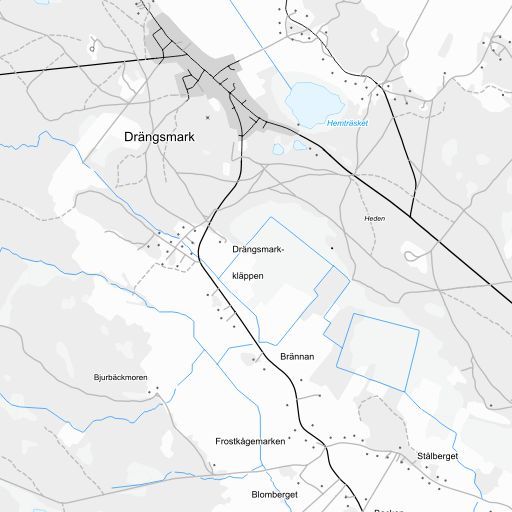 Hemträsket
Drängsmark
Heden
Drängsmark-
kläppen
Brännan
Bjurbäckmoren
Frostkågemarken
Stålberget
Blomberget